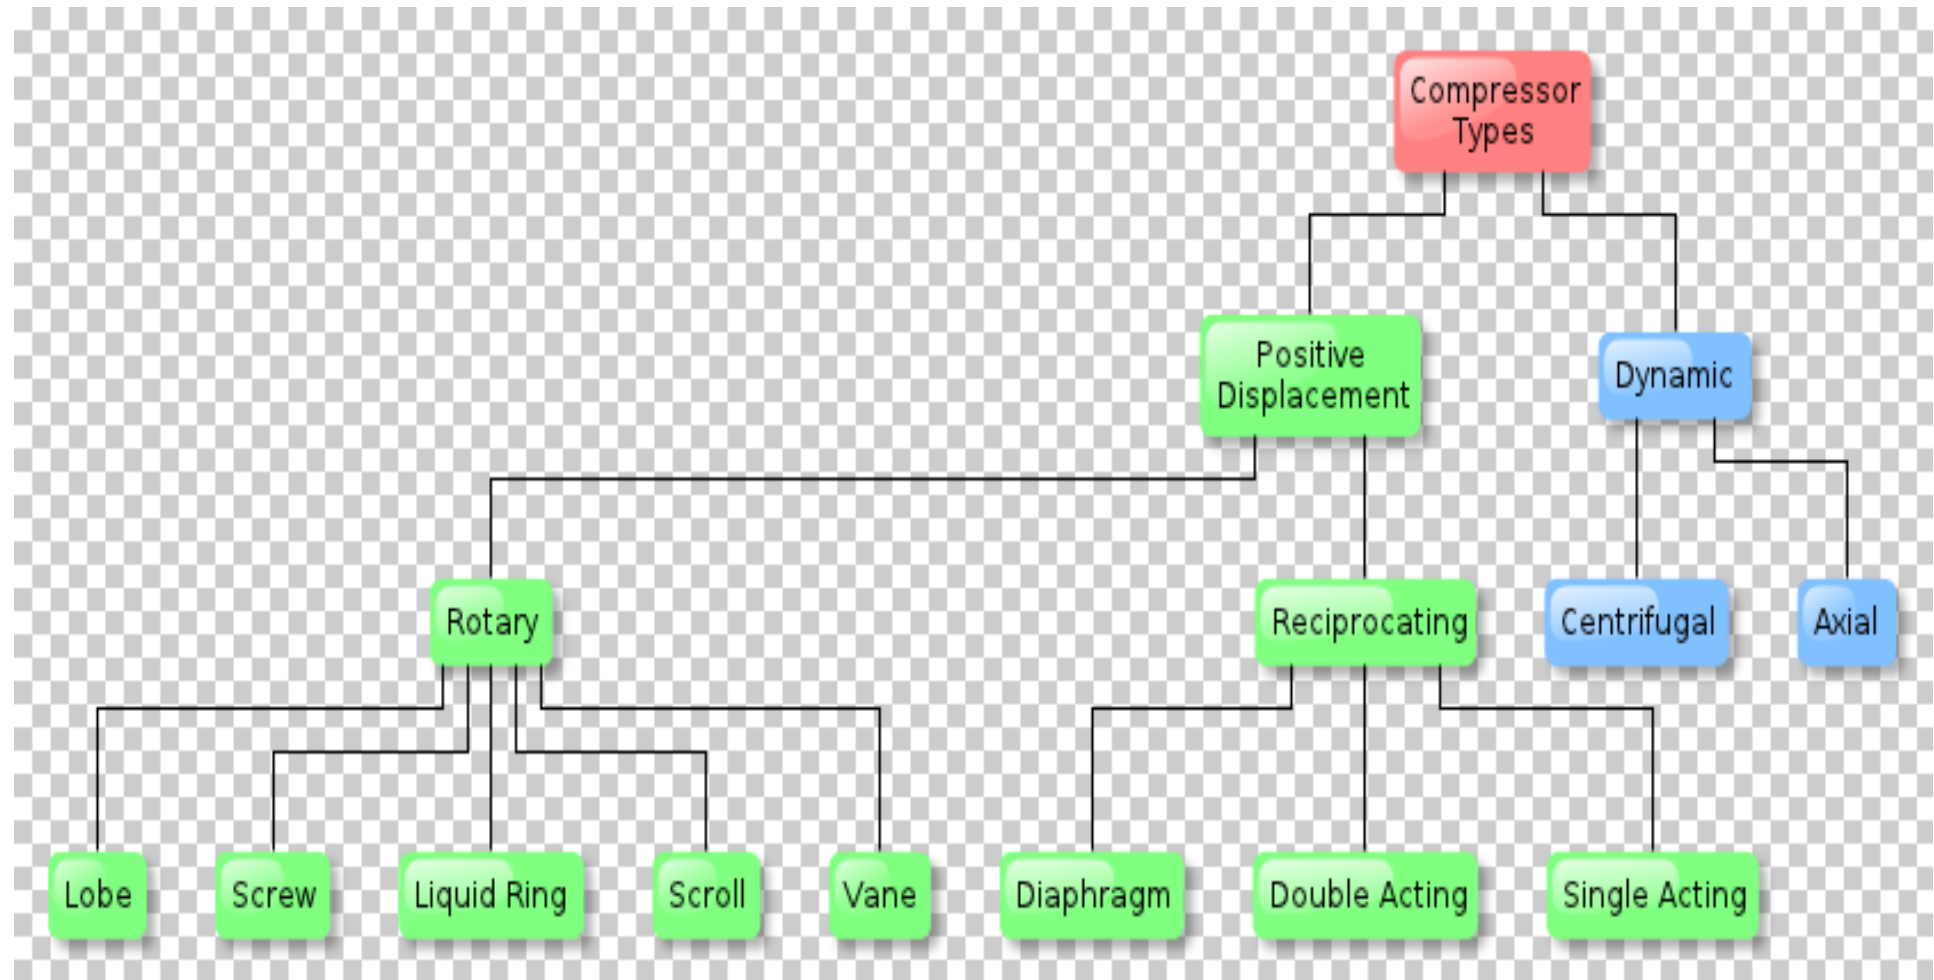 Compressor
Types
Positive
Displacement
Dynamic
Rotary
Reciprocating
Centrifugal
Axial
Lobe
Screw
Liquid Ring
Scroll
Vane
Diaphragm
Double Acting
Single Acting